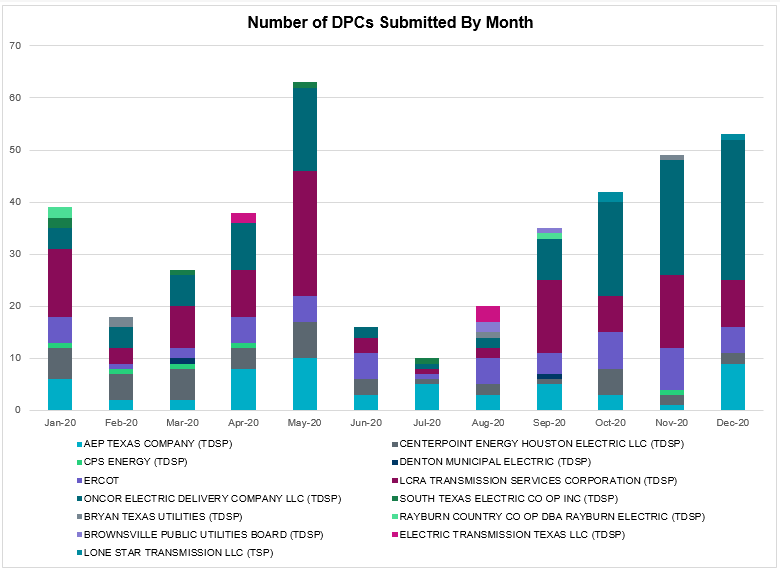 Number of DPCs Submitted By Month
70
60
50
40
30
20
10
0
Jan-20 Feb-20 Mar-20 Apr-20 May-20 Jun-20 Jul-20 Aug-20 Sep-20 Oct-20 Nov-20 Dec-20
AEP TEXAS COMPANY (TDSP) CENTERPOINT ENERGY HOUSTON ELECTRIC LLC (TDSP)
CPS ENERGY (TDSP) DENTON MUNICIPAL ELECTRIC (TDSP)
ERCOT LCRA TRANSMISSION SERVICES CORPORATION (TDSP)
ONCOR ELECTRIC DELIVERY COMPANY LLC (TDSP) SOUTH TEXAS ELECTRIC CO OP INC (TDSP)
BRYAN TEXAS UTILITIES (TDSP) RAYBURN COUNTRY CO OP DBA RAYBURN ELECTRIC (TDSP)
BROWNSVILLE PUBLIC UTILITIES BOARD (TDSP) ELECTRIC TRANSMISSION TEXAS LLC (TDSP)
LONE STAR TRANSMISSION LLC (TSP)